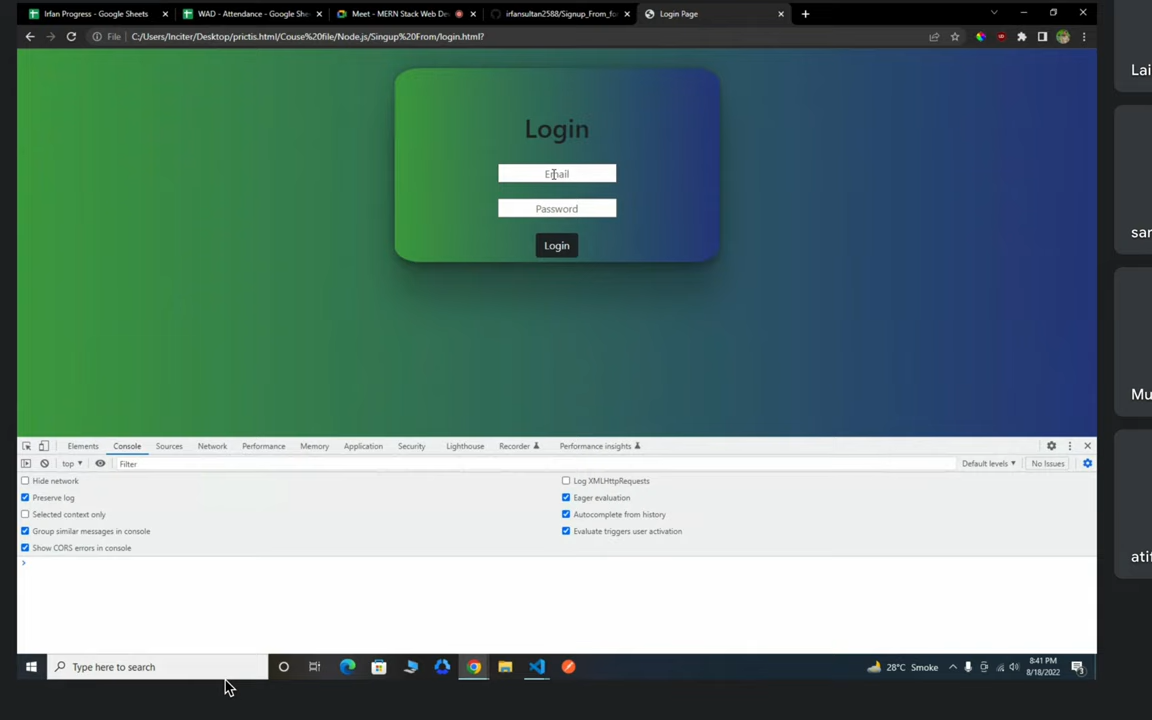 Irfan Progress - Google Sheets
WAD - Attendance - Google She
Meet - MERN Stack Web De
irfansultan2588/Signup_From_fo
Login Page
File
C:/Users/Inciter/Desktop/prictis.html/Couse%20file/Node.js/Singup%20From/login.html?
Login
Email
Password
Login
Elements Console Sources Network Performance Memory Application Security Lighthouse Recorder Performance insights
top Filter Default levels No Issues
Hide network Log XMLHttpRequests
Preserve log Eager evaluation
Selected context only Autocomplete from history
Group similar messages in console Evaluate triggers user activation
Show CORS errors in console
Type here to search
28°C Smoke
8:41 PM
8/18/2022
3
Lai
sar
Mu
atif